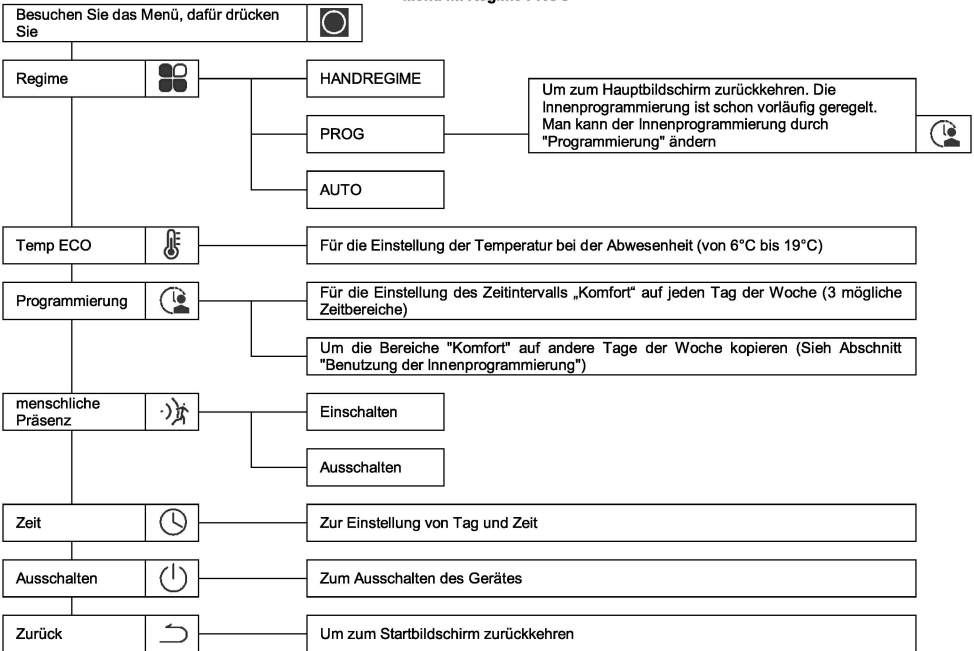 Besuchen Sie das Menü, dafür drücken
Sie
Regime
HANDREGIME
PROG
Um zum Hauptbildschirm zurückkehren. Die
Innenprogrammierung ist schon vorläufig geregelt.
Man kann der Innenprogrammierung durch
"Programmierung" ändern
AUTO
Temp ECO
Für die Einstellung der Temperatur bei der Abwesenheit (von 6°C bis 19°C)
Programmierung
Für die Einstellung des Zeitintervalls „Komfort“ auf jeden Tag der Woche (3 mögliche
Zeitbereiche)
Um die Bereiche "Komfort" auf andere Tage der Woche kopieren (Sieh Abschnitt
"Benutzung der Innenprogrammierung")
menschliche
Präsenz
Einschalten
Ausschalten
Zeit
Zur Einstellung von Tag und Zeit
Ausschalten
Zum Ausschalten des Gerätes
Zurück
Um zum Startbildschirm zurückkehren